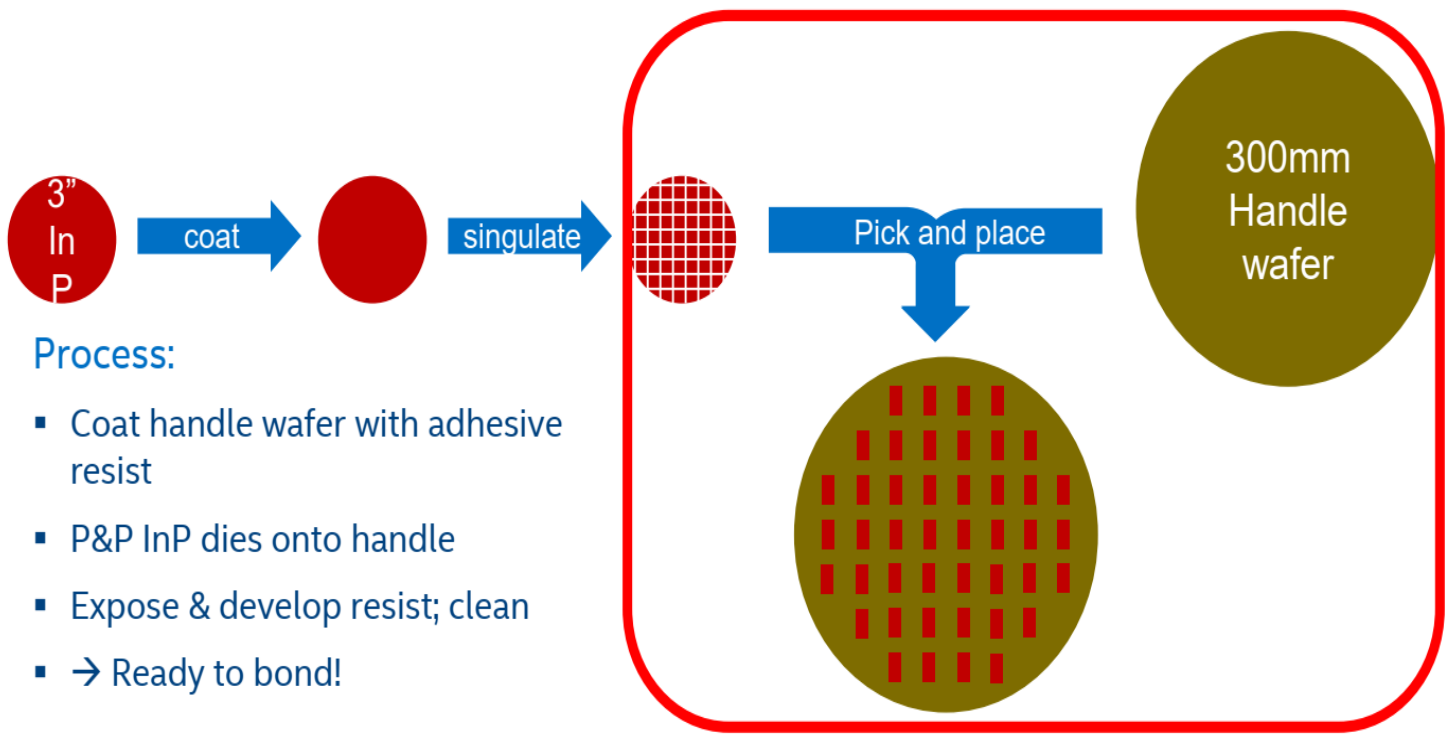 3”
In
P
coat
singulate
Pick and place
300mm
Handle
wafer
Process:
▪ Coat handle wafer with adhesive
resist
▪ P&P InP dies onto handle
▪ Expose & develop resist; clean
▪ → Ready to bond!